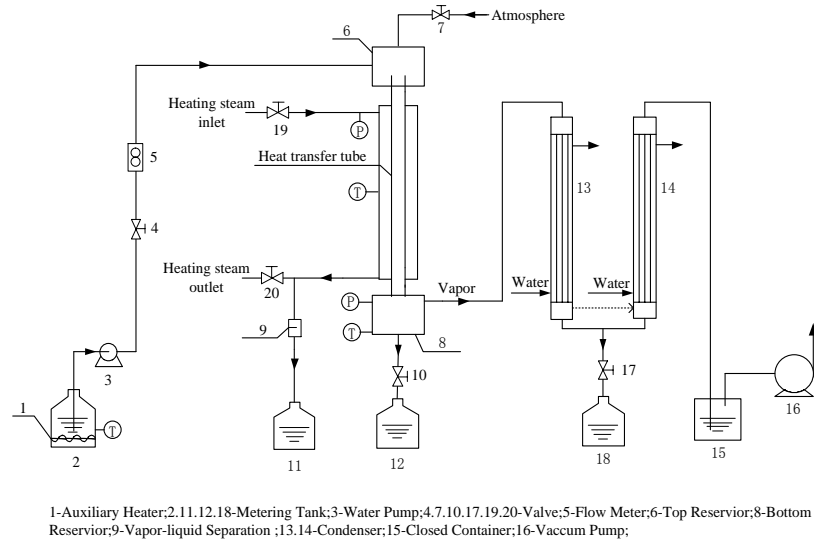 6
7
Atmosphere
Heating steam
inlet
19
P
5
Heat transfer tube
13
14
T
4
Heating steam
outlet
20
Vapor
Water
Water
P
9
T
8
3
10
17
1
T
16
2
11
12
18
15
1-Auxiliary Heater;2.11.12.18-Metering Tank;3-Water Pump;4.7.10.17.19.20-Valve;5-Flow Meter;6-Top Reservior;8-Bottom
Reservior;9-Vapor-liquid Separation ;13.14-Condenser;15-Closed Container;16-Vaccum Pump;